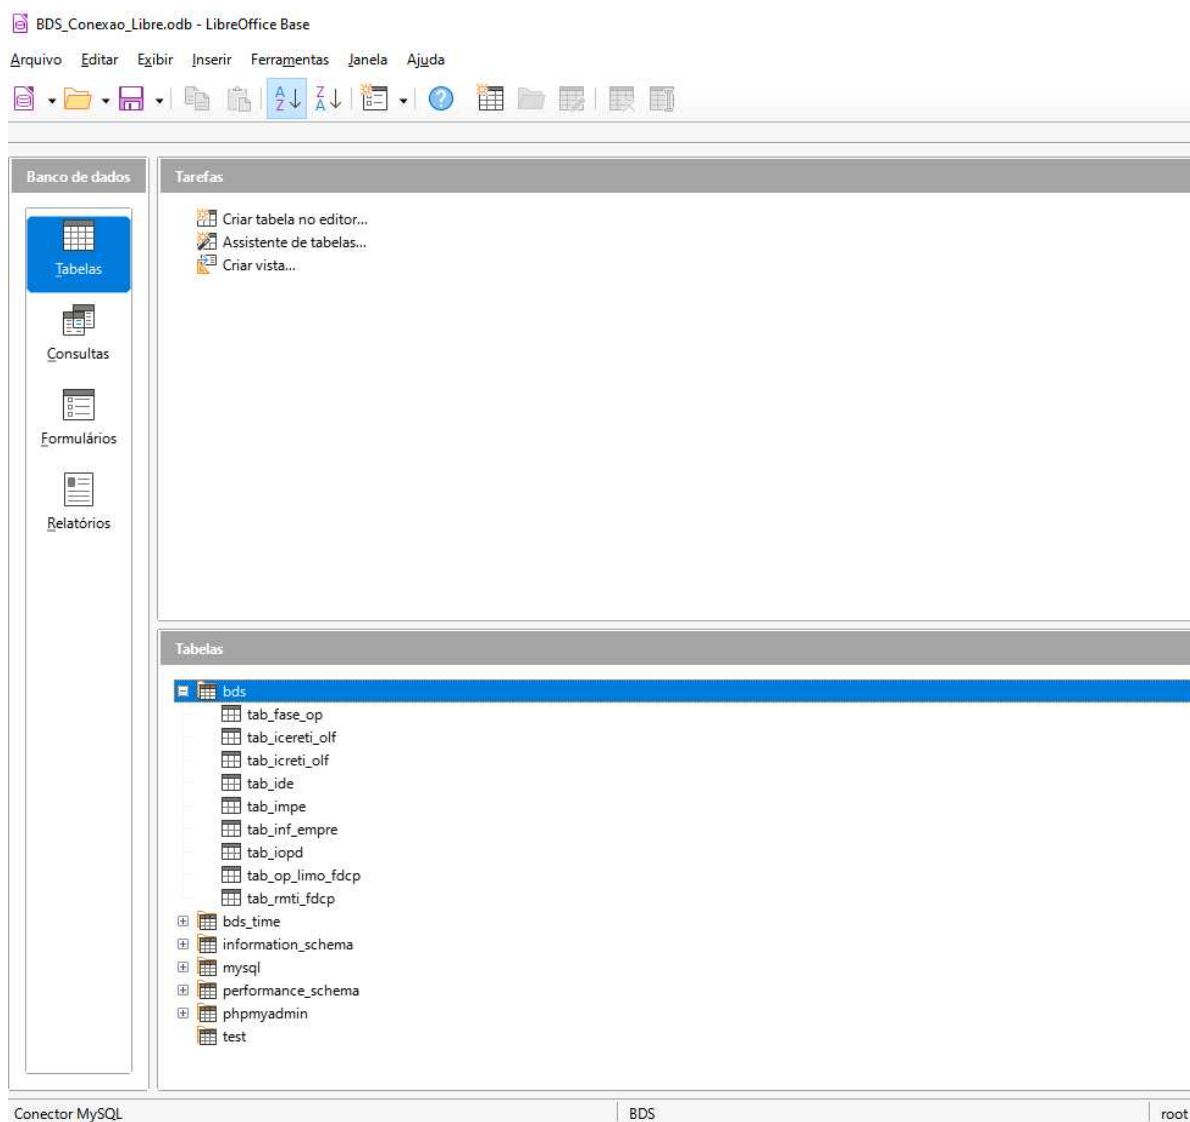 BDS_Conexao_Libre.odb - LibreOffice Base
Arquivo Editar Exibir Inserir Ferramentas Janela Ajuda
Banco de dados
Tarefas
Tabelas
Consultas
Formulários
Relatórios
Criar tabela no editor...
Assistente de tabelas...
Criar vista...
Tabelas
bds
tab_fase_op
tab_icereti_olf
tab_icreti_olf
tab_ide
tab_impe
tab_inf_empre
tab_iopd
tab_op_limo_fdcp
tab_rmti_fdcp
bds_time
information_schema
mysql
performance_schema
phpmyadmin
test
Conector MySQL BDS root